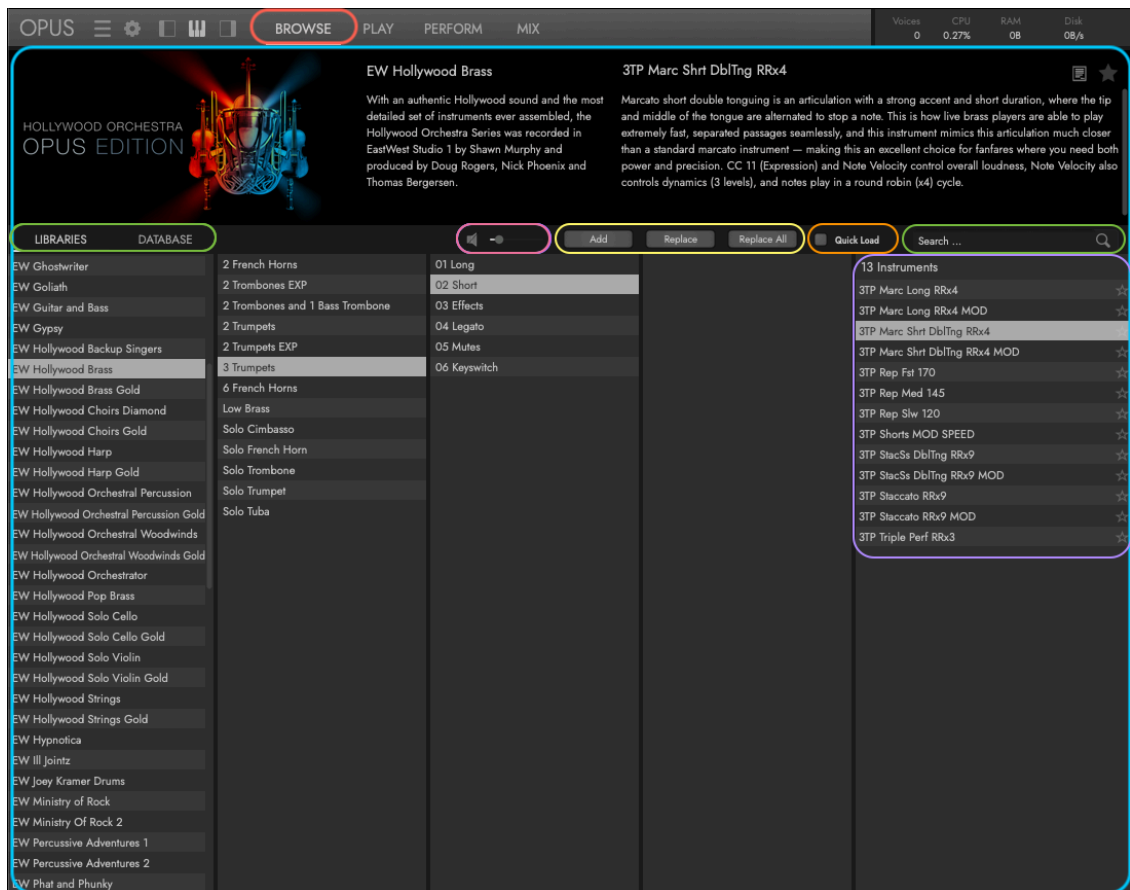 OPUS BROWSE PLAY PERFORM MIX
Voices CPU RAM Disk
0 0.27% 0B 0B/s
HOLLYWOOD ORCHESTRA
OPUS EDITION
EW Hollywood Brass
With an authentic Hollywood sound and the most
detailed set of instruments ever assembled, the
Hollywood Orchestra Series was recorded in
EastWest Studio 1 by Shawn Murphy and
produced by Doug Rogers, Nick Phoenix and
Thomas Bergersen.
3TP Marc Shrt DblTng RRx4
Marcato short double tonguing is an articulation with a strong accent and short duration, where the tip
and middle of the tongue are alternated to stop a note. This is how live brass players are able to play
extremely fast, separated passages seamlessly, and this instrument mimics this articulation much closer
than a standard marcato instrument — making this an excellent choice for fanfares where you need both
power and precision. CC 11 (Expression) and Note Velocity control overall loudness, Note Velocity also
controls dynamics (3 levels), and notes play in a round robin (x4) cycle.
LIBRARIES DATABASE
Add Replace Replace All Quick Load Search ...
EW Ghostwriter
EW Goliath
EW Guitar and Bass
EW Gypsy
EW Hollywood Backup Singers
EW Hollywood Brass
EW Hollywood Brass Gold
EW Hollywood Choirs Diamond
EW Hollywood Choirs Gold
EW Hollywood Harp
EW Hollywood Harp Gold
EW Hollywood Orchestral Percussion
EW Hollywood Orchestral Percussion Gold
EW Hollywood Orchestral Woodwinds
EW Hollywood Orchestral Woodwinds Gold
EW Hollywood Orchestrator
EW Hollywood Pop Brass
EW Hollywood Solo Cello
EW Hollywood Solo Cello Gold
EW Hollywood Solo Violin
EW Hollywood Solo Violin Gold
EW Hollywood Strings
EW Hollywood Strings Gold
EW Hypnotica
EW Ill Jointz
EW Joey Kramer Drums
EW Ministry of Rock
EW Ministry Of Rock 2
EW Percussive Adventures 1
EW Percussive Adventures 2
EW Phat and Phunky
2 French Horns
2 Trombones EXP
2 Trombones and 1 Bass Trombone
2 Trumpets
2 Trumpets EXP
3 Trumpets
6 French Horns
Low Brass
Solo Cimbasso
Solo French Horn
Solo Trombone
Solo Trumpet
Solo Tuba
01 Long
02 Short
03 Effects
04 Legato
05 Mutes
06 Keyswitch
13 Instruments
3TP Marc Long RRx4
3TP Marc Long RRx4 MOD
3TP Marc Shrt DblTng RRx4
3TP Marc Shrt DblTng RRx4 MOD
3TP Rep Fst 170
3TP Rep Med 145
3TP Rep Slw 120
3TP Shorts MOD SPEED
3TP StacSs DblTng RRx9
3TP StacSs DblTng RRx9 MOD
3TP Staccato RRx9
3TP Staccato RRx9 MOD
3TP Triple Perf RRx3